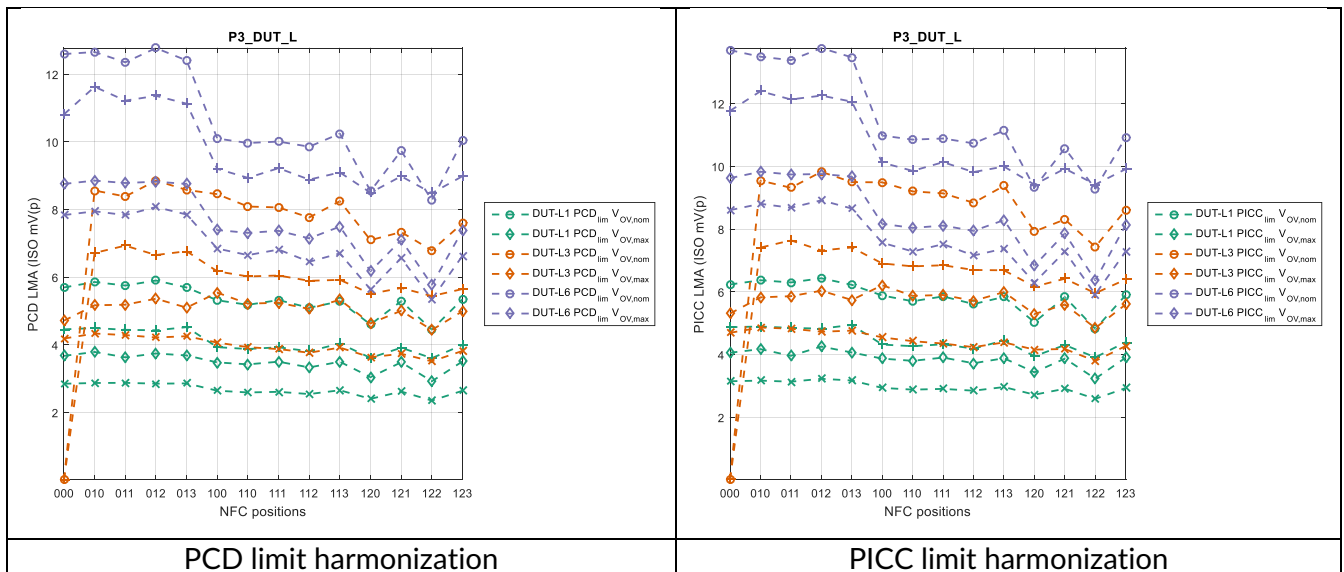 P3_DUT_L
12
10
8
6
4
2
PCD LMA (ISO mV(p)
000 010 011 012 013 100 110 111 112 113 120 121 122 123
NFC positions
DUT-L1 PCDlim VOV,nom
DUT-L1 PCDlim VOV,max
DUT-L3 PCDlim VOV,nom
DUT-L3 PCDlim VOV,max
DUT-L6 PCDlim VOV,nom
DUT-L6 PCDlim VOV,max
PCD limit harmonization
P3_DUT_L
12
10
8
6
4
2
PICC LMA (ISO mV(p)
000 010 011 012 013 100 110 111 112 113 120 121 122 123
NFC positions
DUT-L1 PICClim VOV,nom
DUT-L1 PICClim VOV,max
DUT-L3 PICClim VOV,nom
DUT-L3 PICClim VOV,max
DUT-L6 PICClim VOV,nom
DUT-L6 PICClim VOV,max
PICC limit harmonization